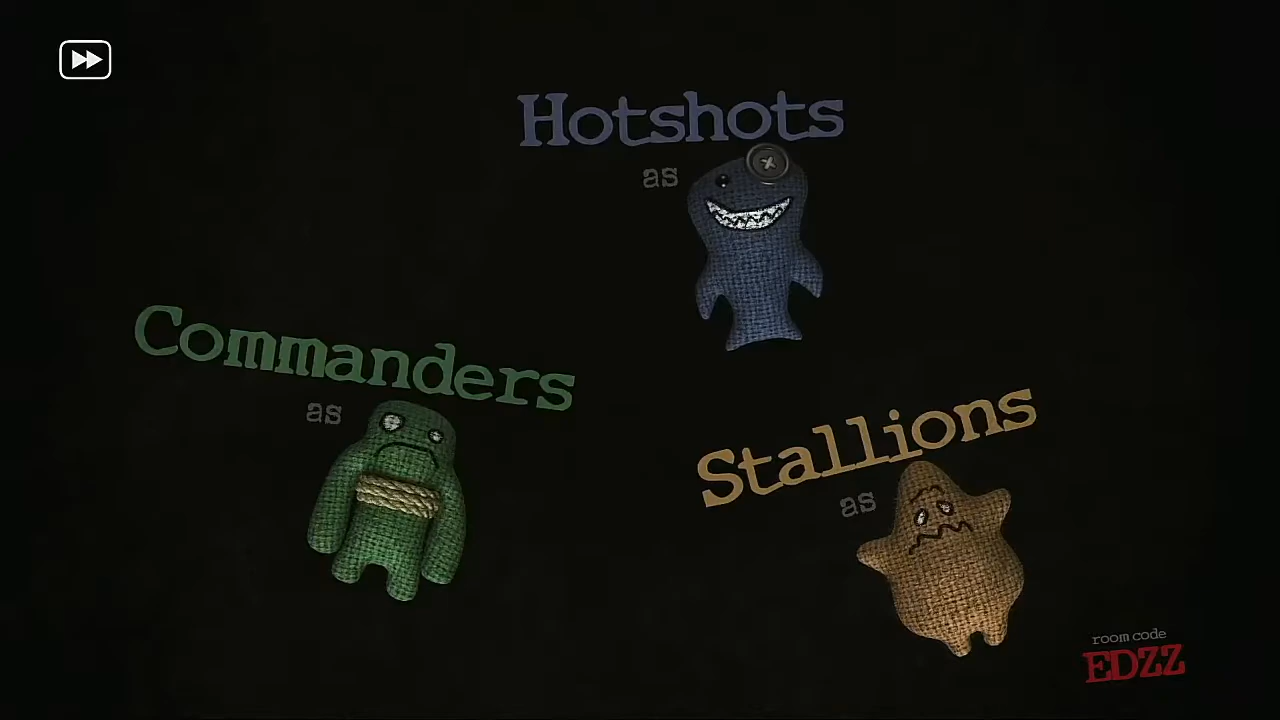 Hotshots
as
Commanders
as
Stallions
as
room code
EDZZ